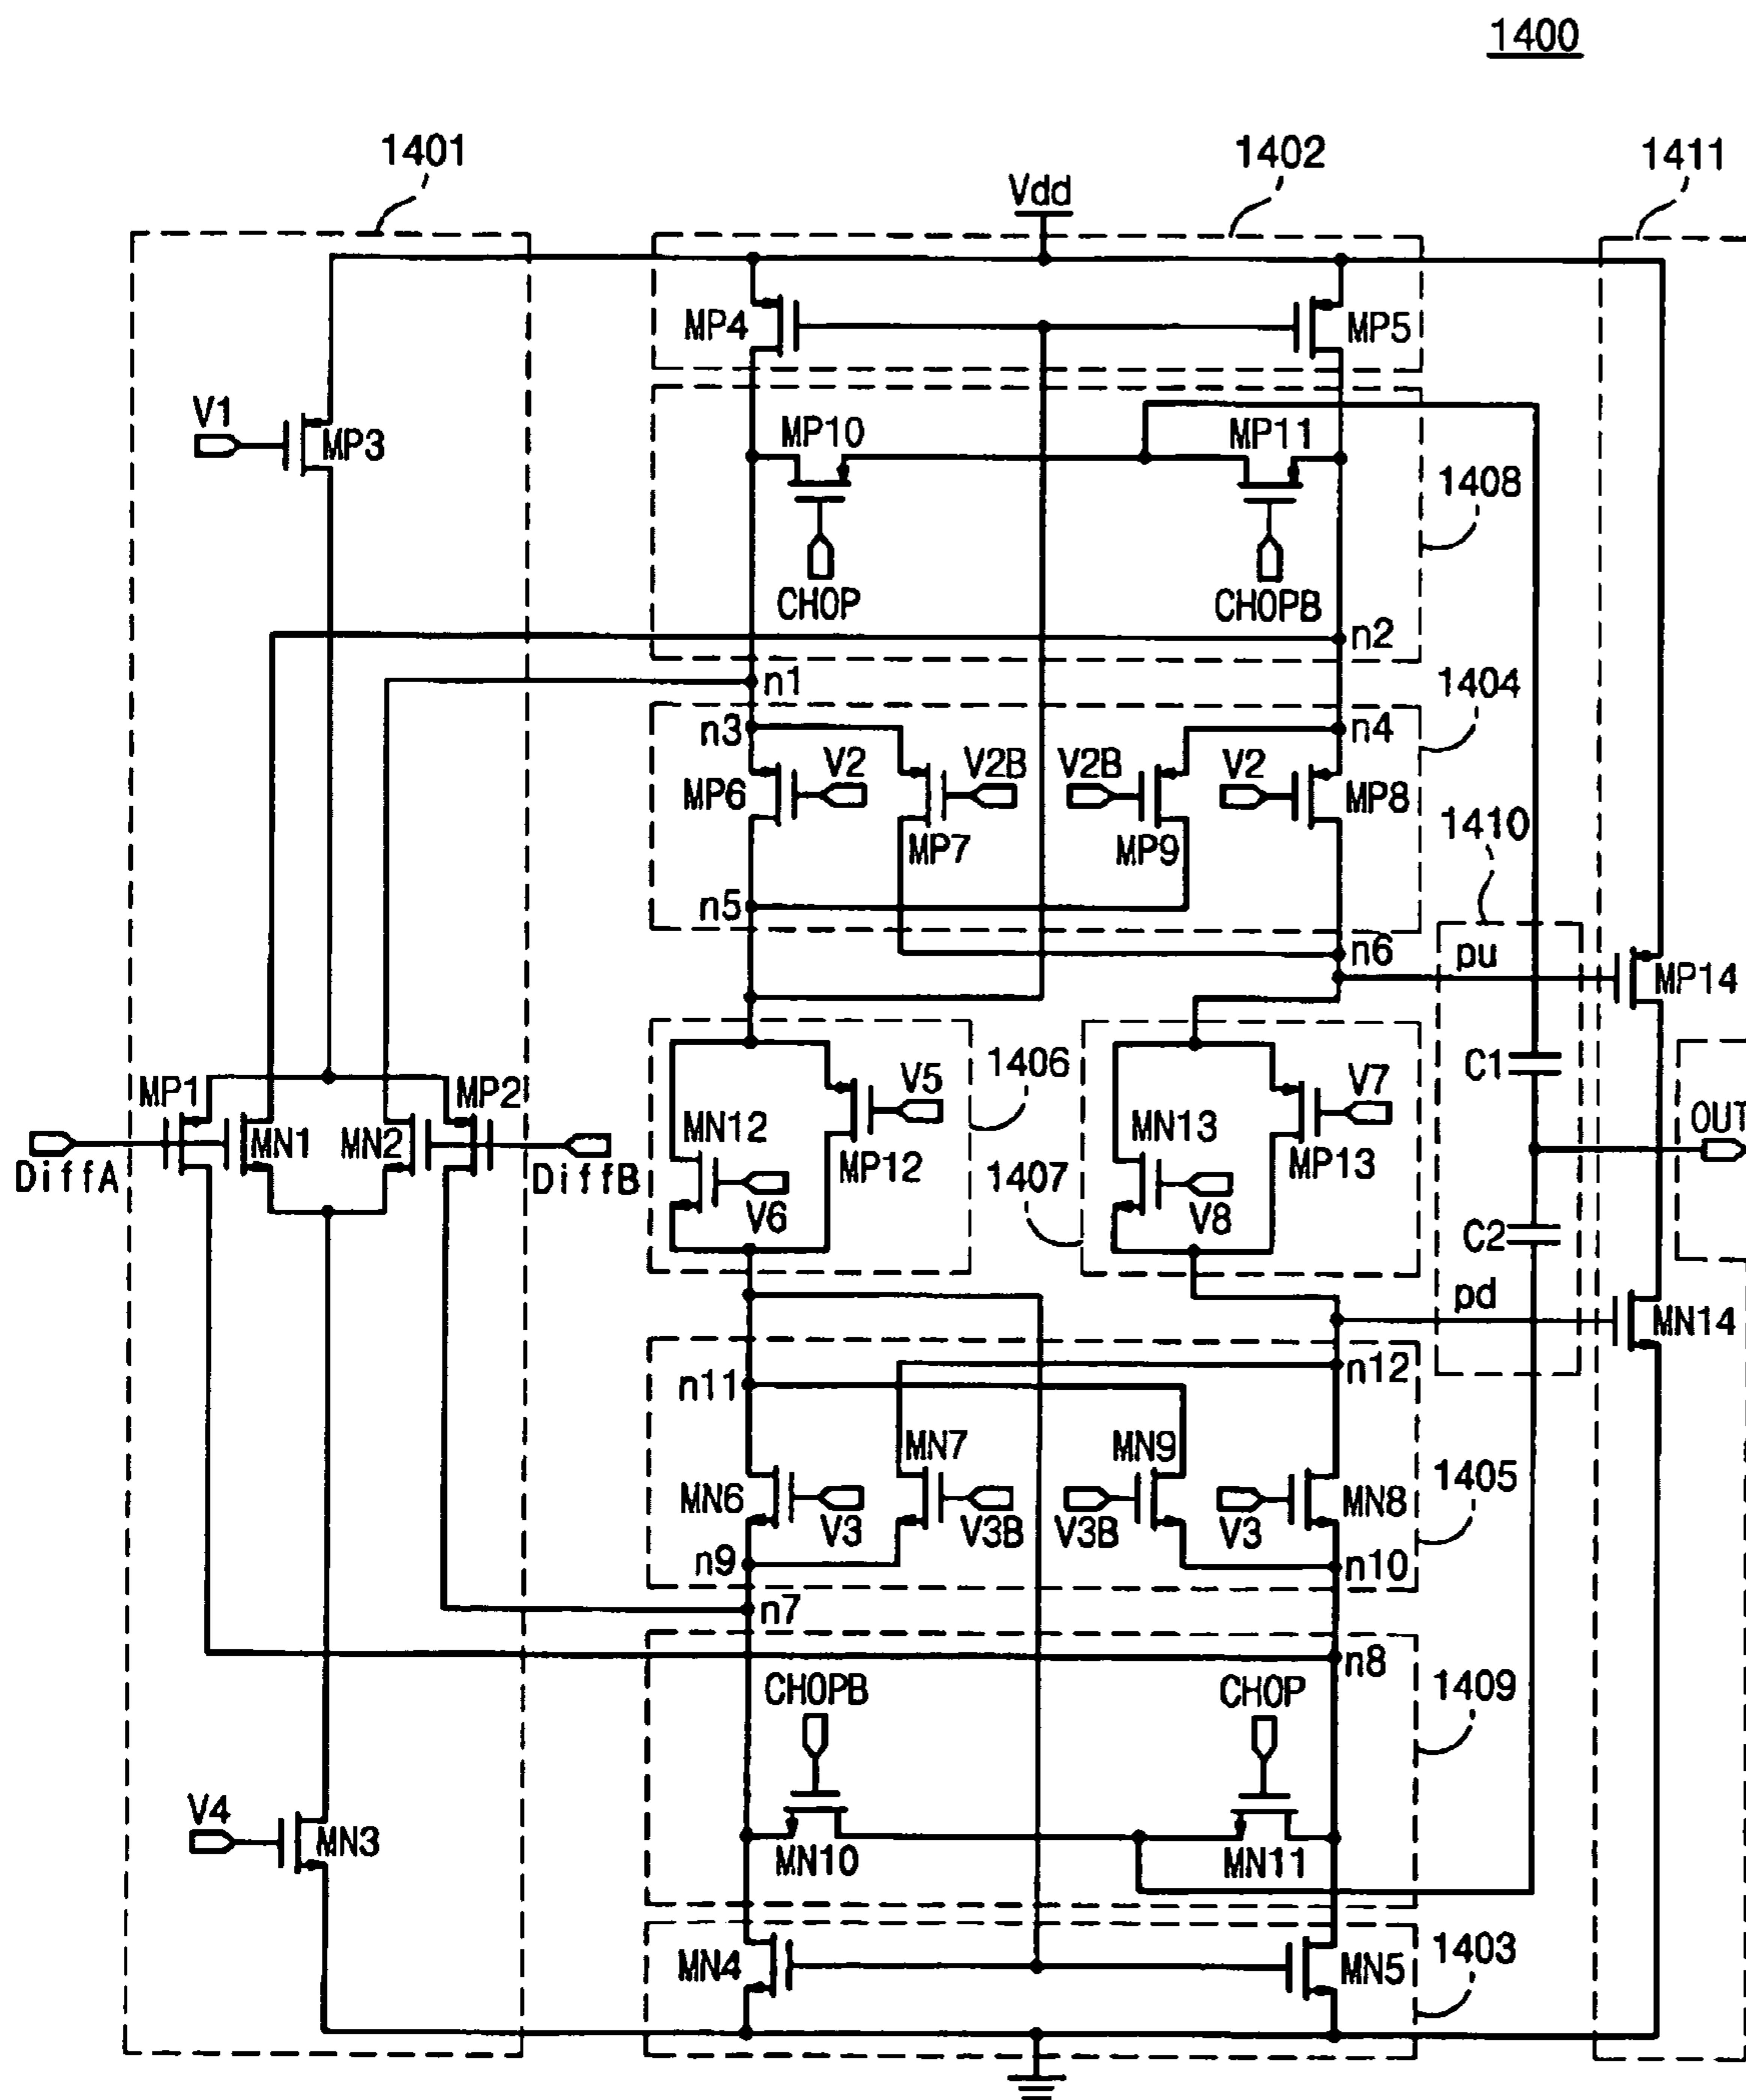 1400
1401
1402
1411
Vdd
MP4
MP5
V1
MP3
MP10
MP11
1408
CHOP
CHOPB
n2
n1
1404
n3
n4
V2
V2B
V2B
V2
MP6
MP8
MP7
MP9
1410
n5
n6
pu
MP14
1406
C1
MP1
MP2
V5
V7
OUT
MN1
MN2
MN12
MN13
DiffA
DiffB
MP12
1407
MP13
V6
V8
C2
pd
MN14
n12
n11
MN7
MN9
1405
MN6
MN8
V3
V3B
V3B
V3
n9
n10
n7
n8
CHOPB
CHOP
1409
V4
MN3
MN10
MN11
MN4
MN5
1403